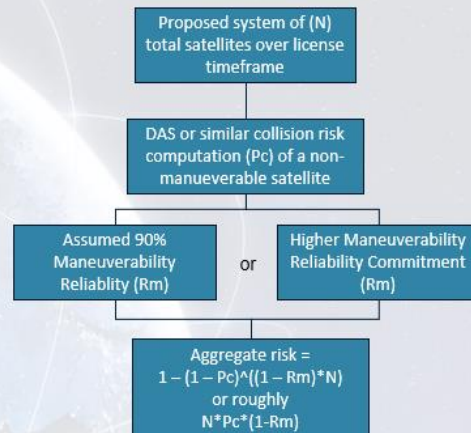 Proposed system of (N)
total satellites over license
timeframe
DAS or similar collision risk
computation (Pc) of a non-
manueverable satellite
Assumed 90%
Maneuverability
Reliablity (Rm)
or
Higher Maneuverability
Reliability Commitment
(Rm)
Aggregate risk =
1 – (1 – Pc)^((1 – Rm)*N)
or roughly
N*Pc*(1-Rm)